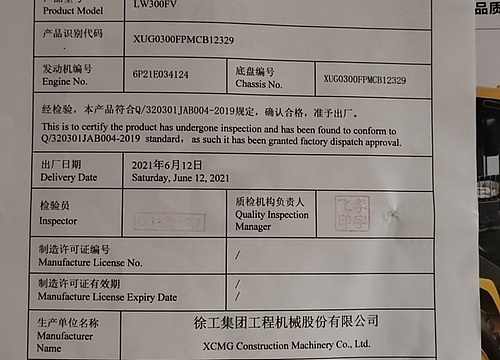 Product Model
LW300FV
产品识别代码
XUG0300FPMCB12329
发动机编号
Engine No.
6P21E034124
底盘编号
Chassis No.
XUG0300FPMCB12329
经检验，本产品符合Q/320301JAB004-2019规定，确认合格，准予出厂。
This is to certify the product has undergone inspection and has been found to conform to
Q/320301JAB004-2019 standard, as such it has been granted factory dispatch approval.
出厂日期
Delivery Date
2021年6月12日
Saturday, June 12, 2021
检验员
Inspector
质检机构负责人
Quality Inspection
Manager
制造许可证编号
Manufacture License No.
/
/
制造许可证有效期
Manufacture License Expiry Date
/
/
生产单位名称
Manufacturer
Name
徐工集团工程机械股份有限公司
XCMG Construction Machinery Co., Ltd.
品质